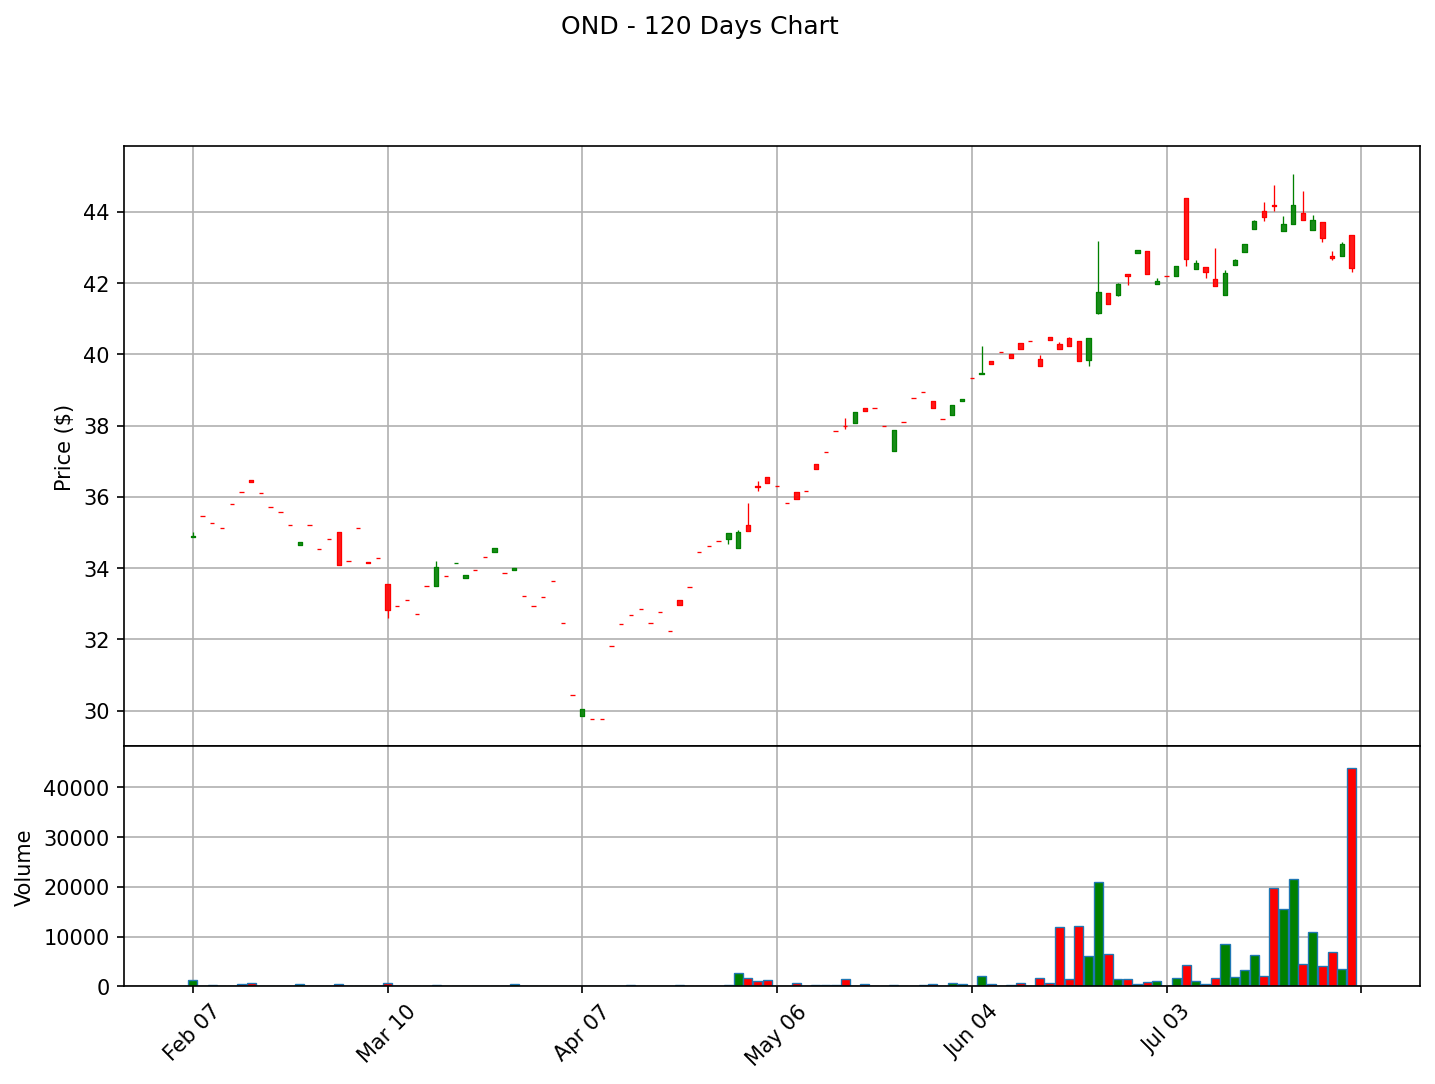 OND - 120 Days Chart
Price ($)
44
42
40
38
36
34
32
30
Volume
40000
30000
20000
10000
0
Feb 07
Mar 10
Apr 07
May 06
Jun 04
Jul 03